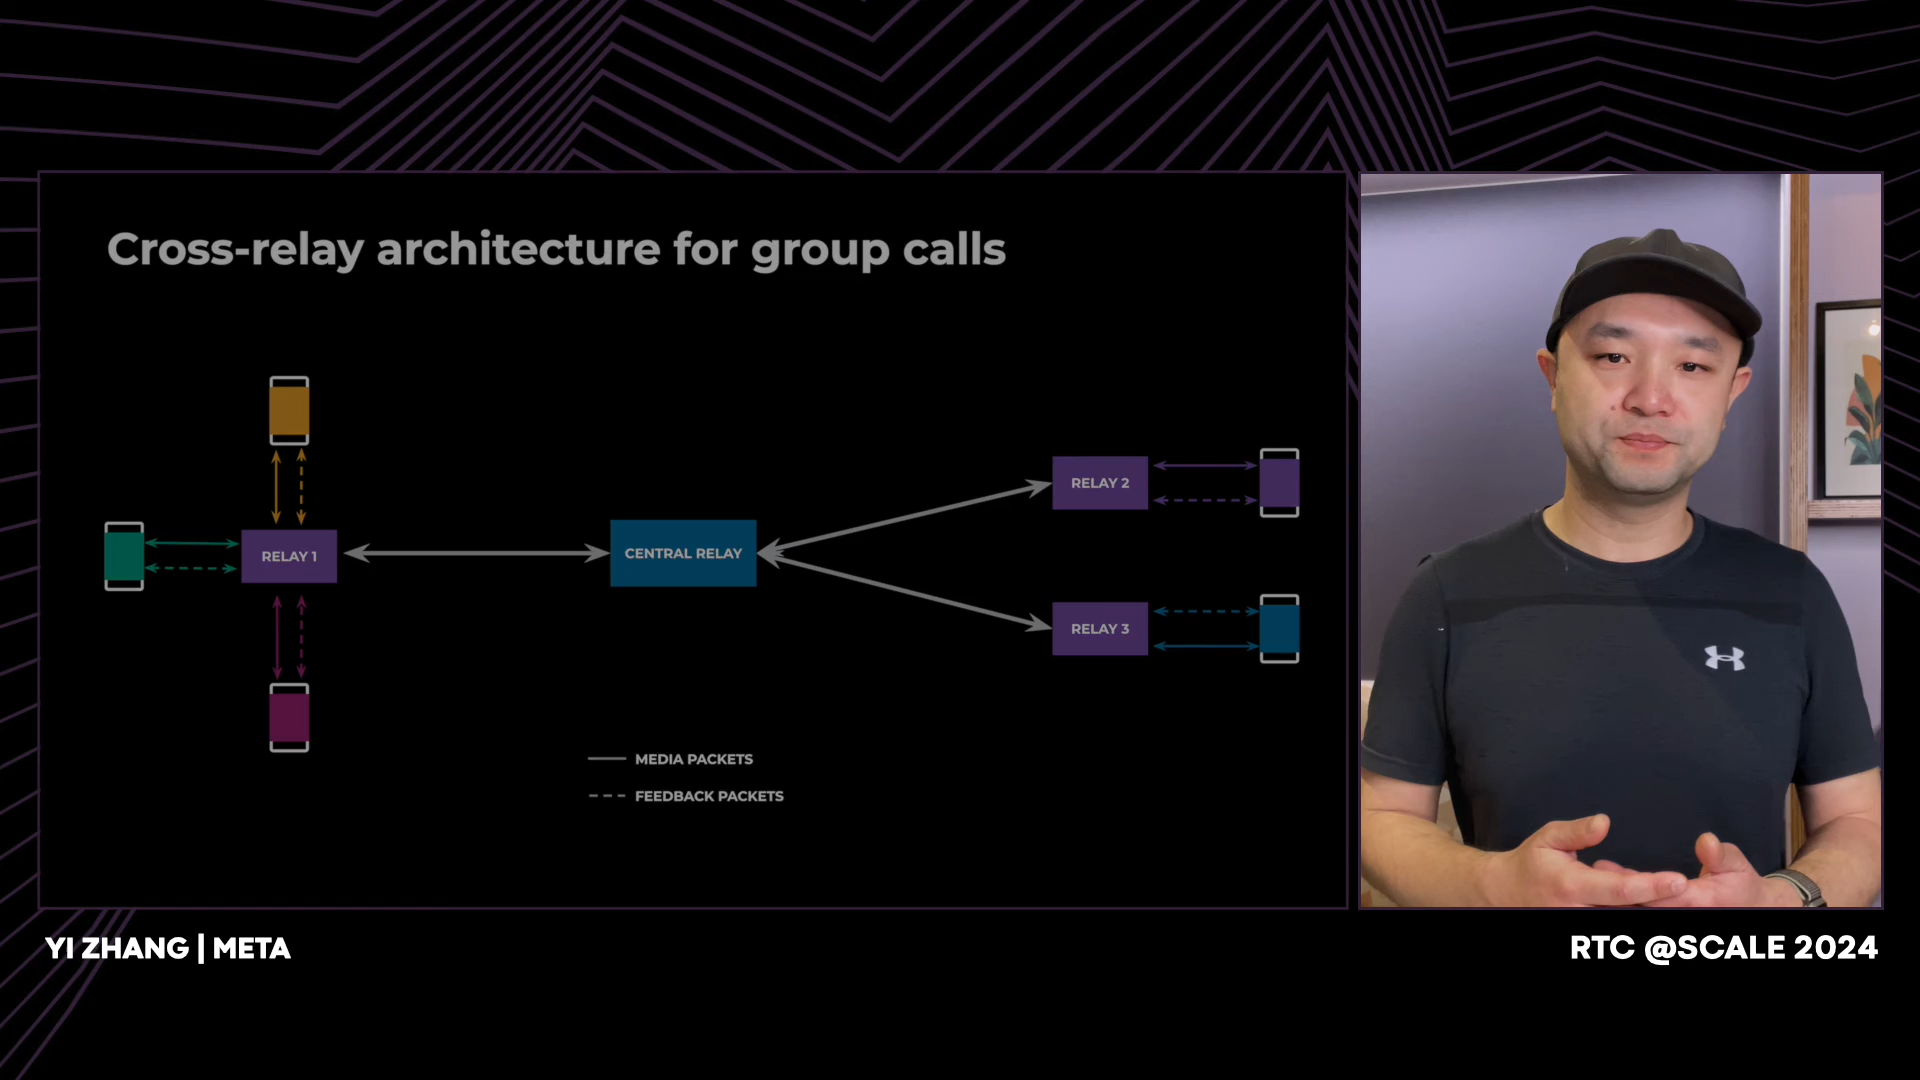 Cross-relay architecture for group calls
RELAY 1
CENTRAL RELAY
RELAY 2
RELAY 3
MEDIA PACKETS
FEEDBACK PACKETS
YI ZHANG | META
RTC @SCALE 2024